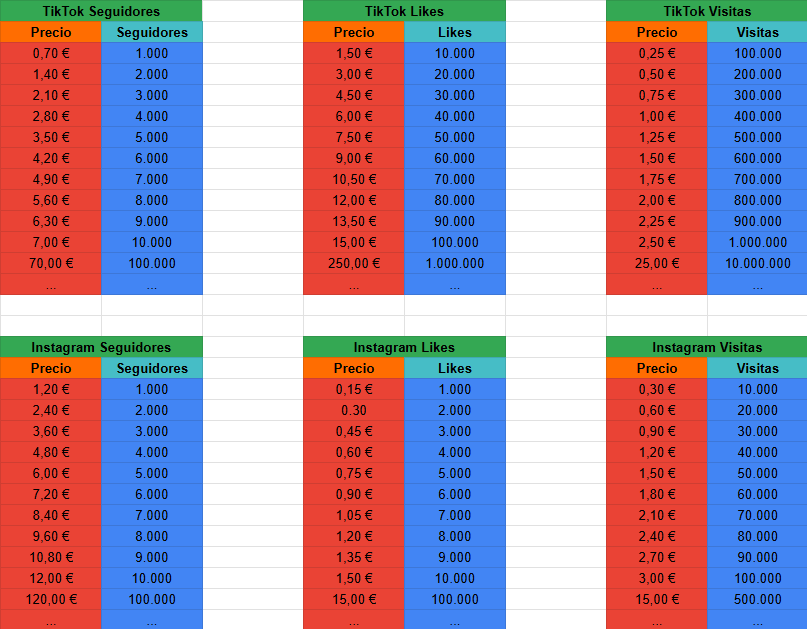 TikTok Seguidores TikTok Likes TikTok Visitas
Precio Seguidores Precio Likes Precio Visitas
0,70 € 1.000 1,50 € 10.000 0,25 € 100.000
1,40 € 2.000 3,00 € 20.000 0,50 € 200.000
2,10 € 3.000 4,50 € 30.000 0,75 € 300.000
2,80 € 4.000 6,00 € 40.000 1,00 € 400.000
3,50 € 5.000 7,50 € 50.000 1,25 € 500.000
4,20 € 6.000 9,00 € 60.000 1,50 € 600.000
4,90 € 7.000 10,50 € 70.000 1,75 € 700.000
5,60 € 8.000 12,00 € 80.000 2,00 € 800.000
6,30 € 9.000 13,50 € 90.000 2,25 € 900.000
7,00 € 10.000 15,00 € 100.000 2,50 € 1.000.000
70,00 € 100.000 250,00 € 1.000.000 25,00 € 10.000.000
... ... ... ... ... ...
Instagram Seguidores Instagram Likes Instagram Visitas
Precio Seguidores Precio Likes Precio Visitas
1,20 € 1.000 0,15 € 1.000 0,30 € 10.000
2,40 € 2.000 0.30 2.000 0,60 € 20.000
3,60 € 3.000 0,45 € 3.000 0,90 € 30.000
4,80 € 4.000 0,60 € 4.000 1,20 € 40.000
6,00 € 5.000 0,75 € 5.000 1,50 € 50.000
7,20 € 6.000 0,90 € 6.000 1,80 € 60.000
8,40 € 7.000 1,05 € 7.000 2,10 € 70.000
9,60 € 8.000 1,20 € 8.000 2,40 € 80.000
10,80 € 9.000 1,35 € 9.000 2,70 € 90.000
12,00 € 10.000 1,50 € 10.000 3,00 € 100.000
120,00 € 100.000 15,00 € 100.000 15,00 € 500.000
... ... ... ... ... ...